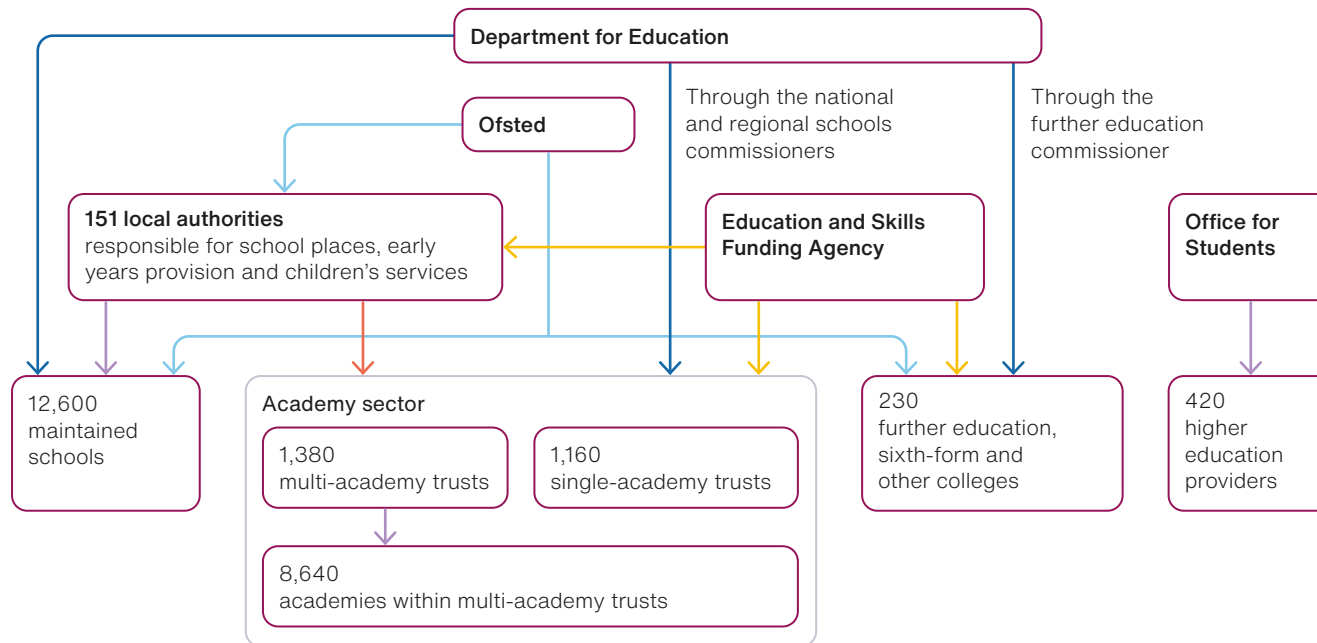 Department for Education
Through the national
and regional schools
commissioners
Through the
further education
commissioner
Ofsted
151 local authorities
responsible for school places, early
years provision and children’s services
Education and Skills
Funding Agency
Office for
Students
12,600
maintained
schools
Academy sector
1,380
multi-academy trusts
1,160
single-academy trusts
8,640
academies within multi-academy trusts
230
further education,
sixth-form and
other colleges
420
higher
education
providers